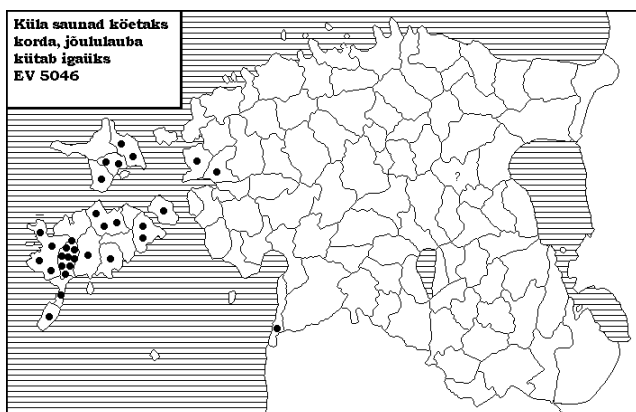 Küla saunad köetaks
korda, jõululauba
kütab igaüks
EV 5046
?